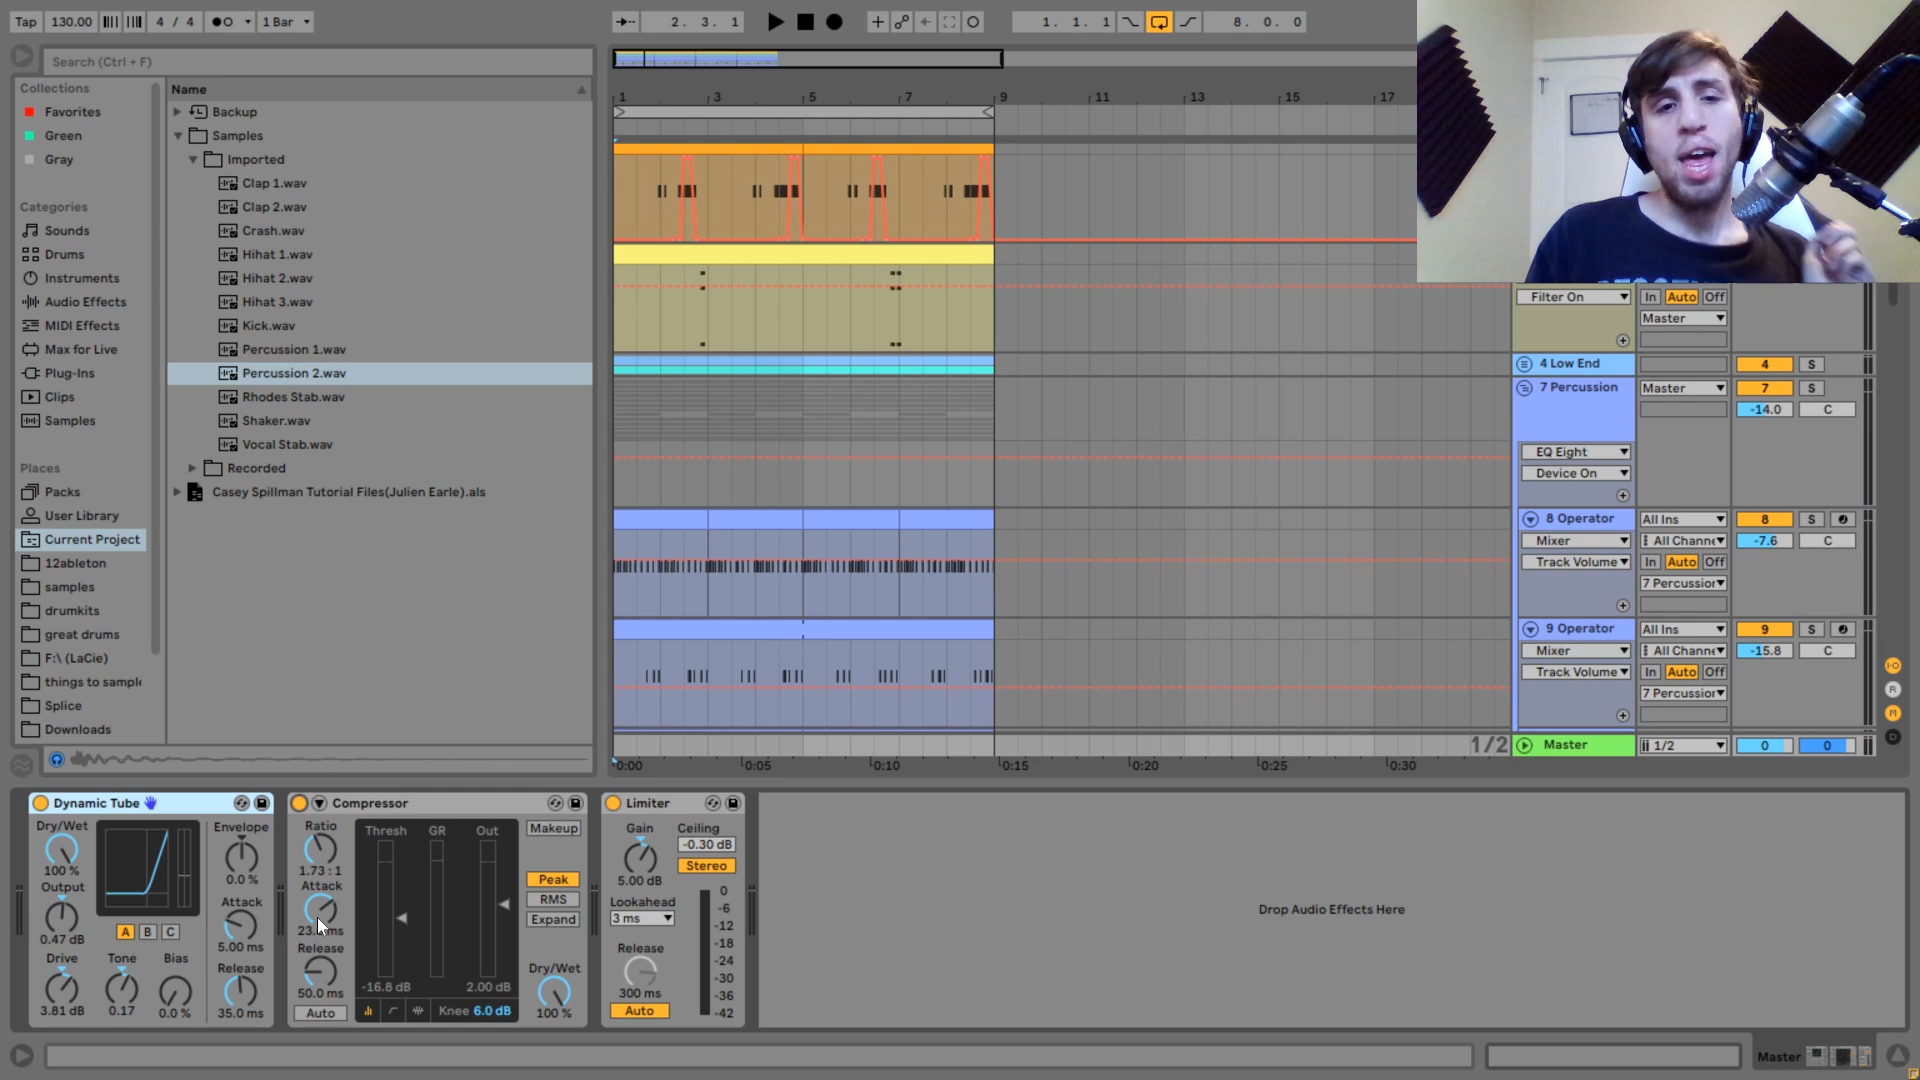 Tap 130.00 4 / 4 1 Bar 2. 3. 1 1. 1. 1 8. 0. 0
Search (Ctrl + F)
Collections
Favorites
Green
Gray
Categories
Sounds
Drums
Instruments
Audio Effects
MIDI Effects
Max for Live
Plug-Ins
Clips
Samples
Places
Packs
User Library
Current Project
12ableton
samples
drumkits
great drums
F:\ (LaCie)
things to sample
Splice
Downloads
Name
Backup
Samples
Imported
Clap 1.wav
Clap 2.wav
Crash.wav
Hihat 1.wav
Hihat 2.wav
Hihat 3.wav
Kick.wav
Percussion 1.wav
Percussion 2.wav
Rhodes Stab.wav
Shaker.wav
Vocal Stab.wav
Recorded
Casey Spillman Tutorial Files(Julien Earle).als
1 3 5 7 9 11 13 15 17
Filter On In Auto Off
Master
4 Low End 4 S
7 Percussion Master 7 S
-14.0 C
EQ Eight
Device On
8 Operator All Ins 8 S
Mixer All Channe -7.6 C
Track Volume In Auto Off
7 Percussion
9 Operator All Ins 9 S
Mixer All Channe -15.8 C
Track Volume In Auto Off
7 Percussion
I·O
R
M
D
1/2 Master 1/2 0 0
0:00 0:05 0:10 0:15 0:20 0:25 0:30
Dynamic Tube
Dry/Wet
100 %
Output
0.47 dB
Drive
3.81 dB
A B C
Tone
0.17
Bias
0.0 %
Envelope
0.0 %
Attack
5.00 ms
Release
35.0 ms
Compressor
Ratio
1.73 : 1
Attack
Release
50.0 ms
Auto
Thresh GR Out
-16.8 dB 2.00 dB
Knee 6.0 dB
Makeup
Peak
RMS
Expand
Dry/Wet
100 %
Limiter
Gain
5.00 dB
Ceiling
-0.30 dB
Stereo
Lookahead
3 ms
Release
300 ms
Auto
0
-6
-12
-18
-24
-30
-36
-42
Drop Audio Effects Here
Master